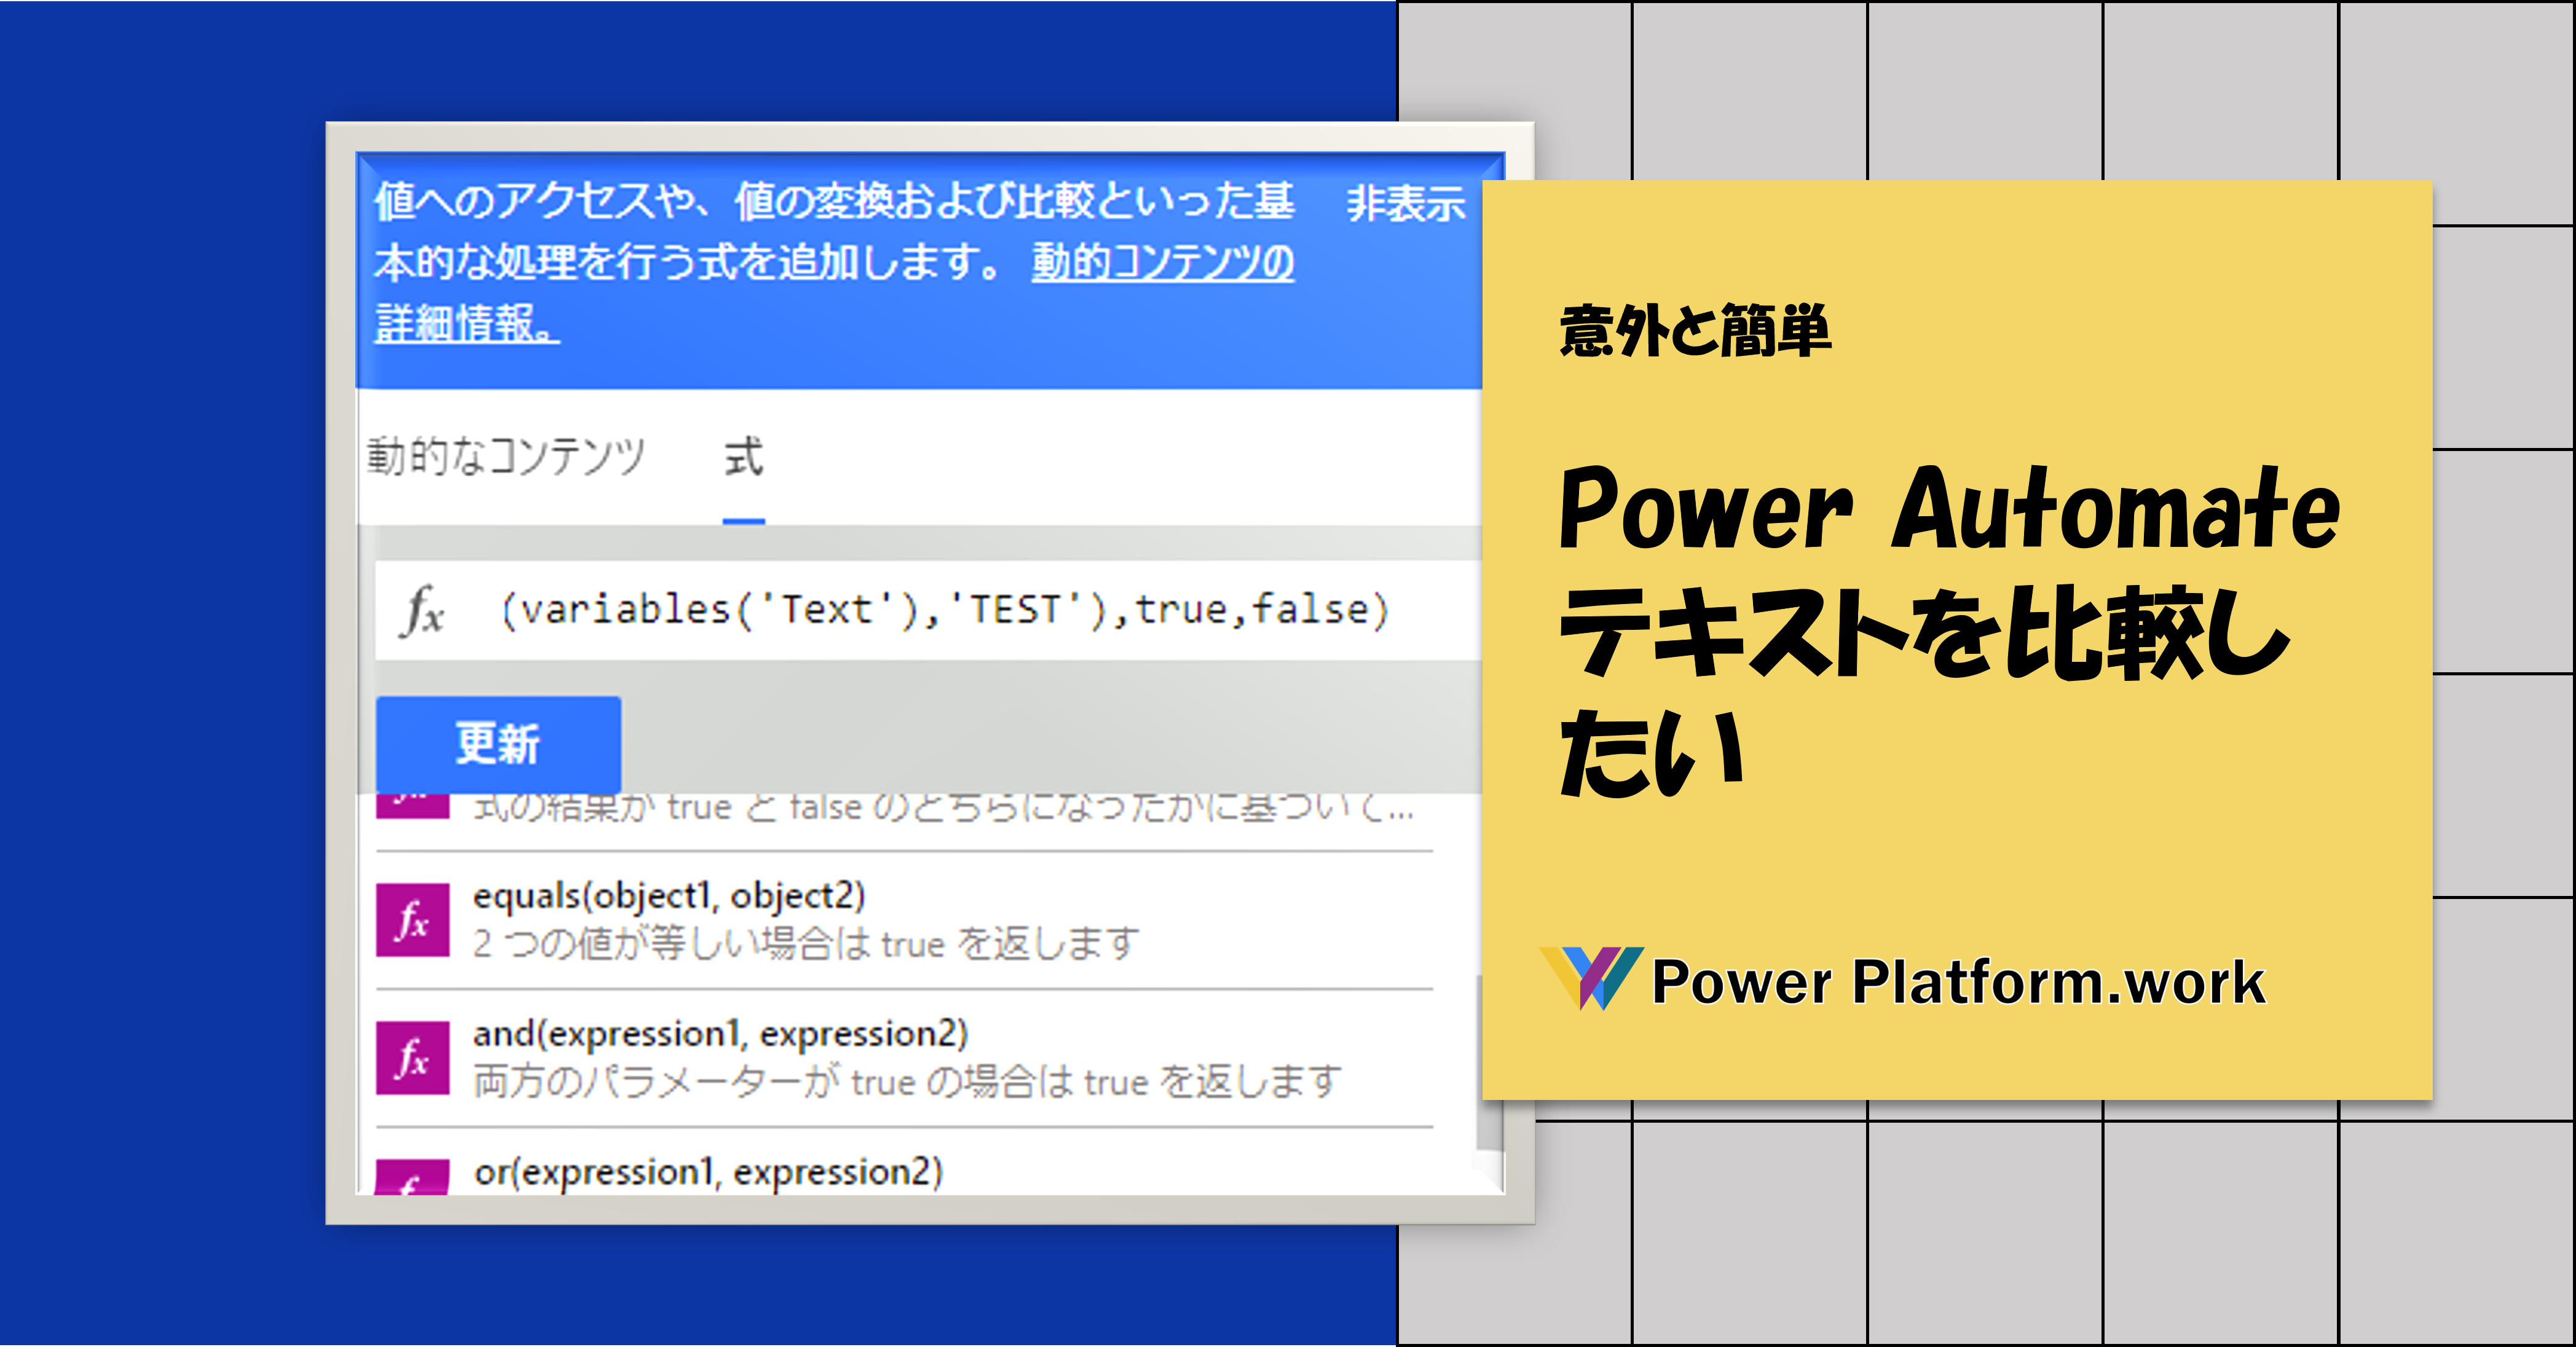 値へのアクセスや、値の変換および比較といった基
本的な処理を行う式を追加します。 動的コンテンツの
詳細情報。
非表示
動的なコンテンツ 式
fx (variables('Text'),'TEST'),true,false)
更新
式の結果が true と false のどちらになったかに基づいて...
fx equals(object1, object2)
2 つの値が等しい場合は true を返します
fx and(expression1, expression2)
両方のパラメーターが true の場合は true を返します
or(expression1, expression2)
意外と簡単
Power Automate
テキストを比較し
たい
Power Platform.work